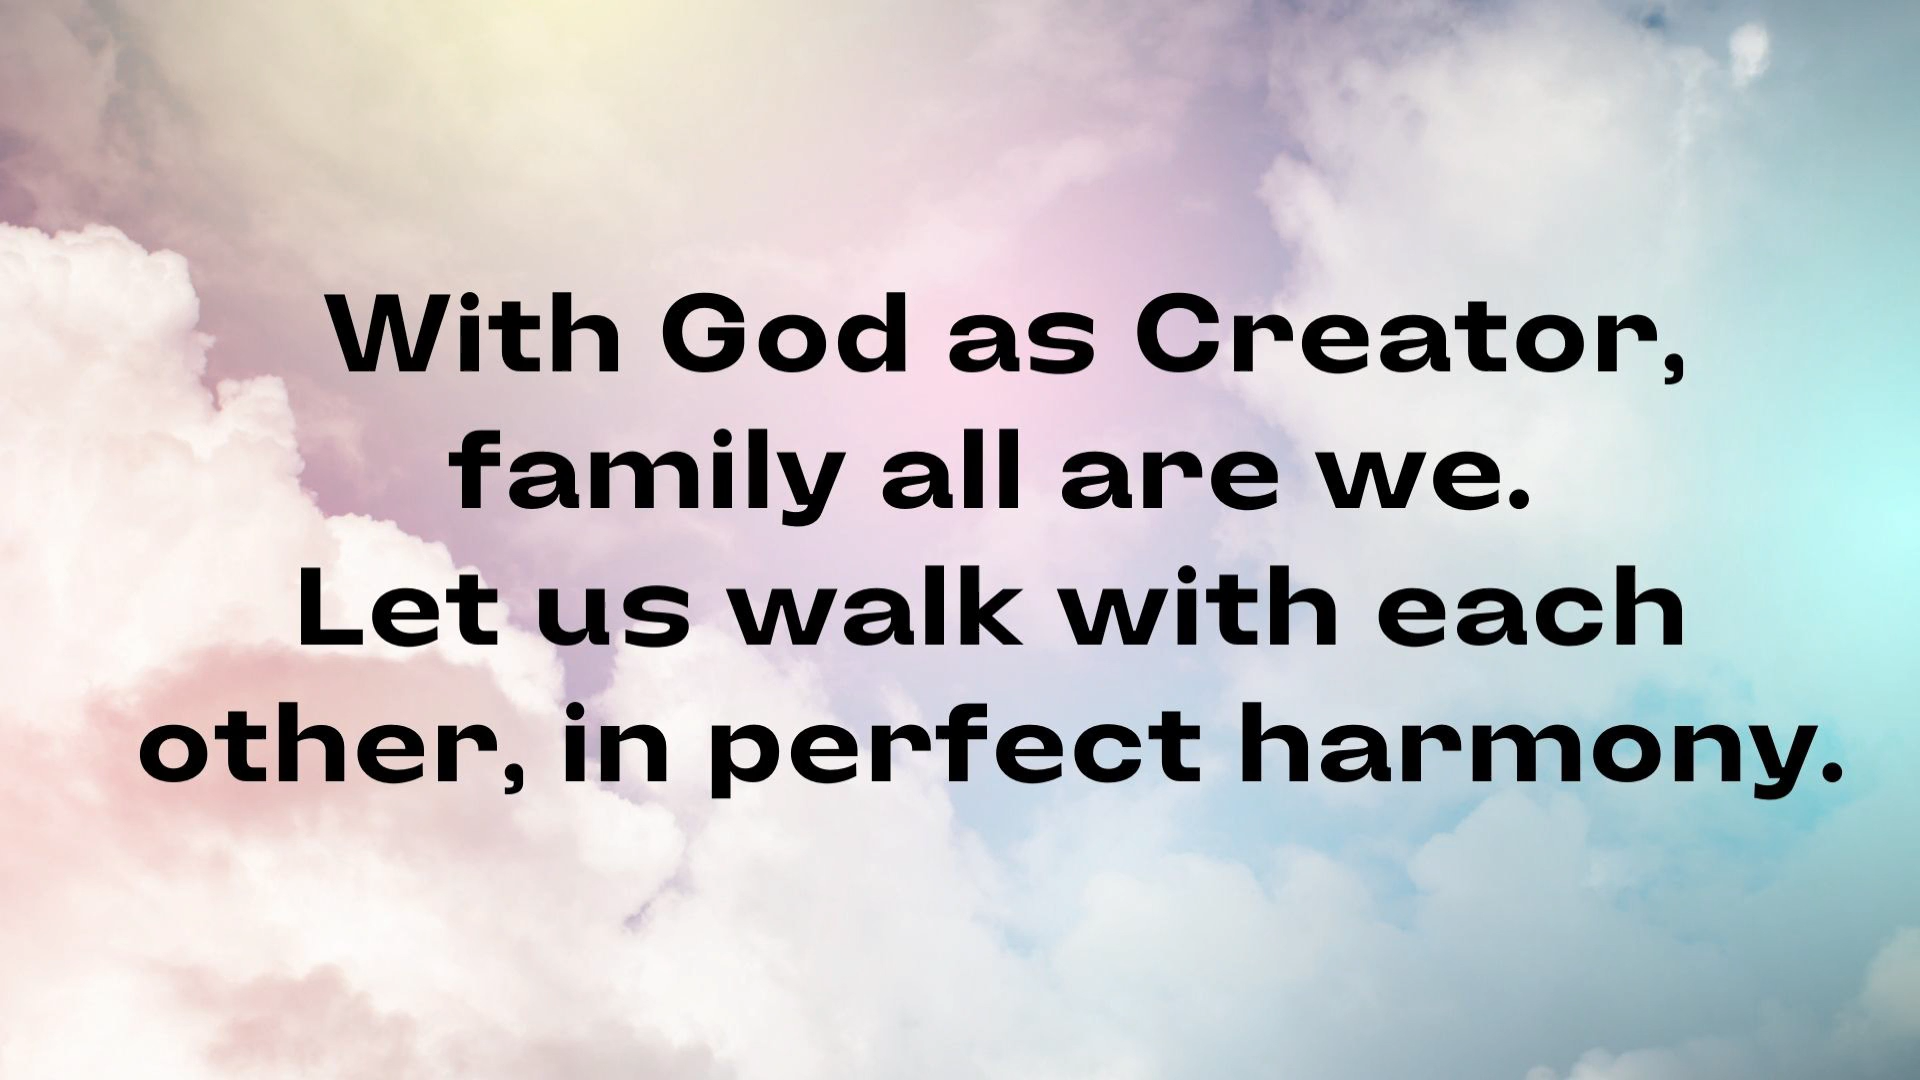 With God as Creator,
family all are we.
Let us walk with each
other, in perfect harmony.